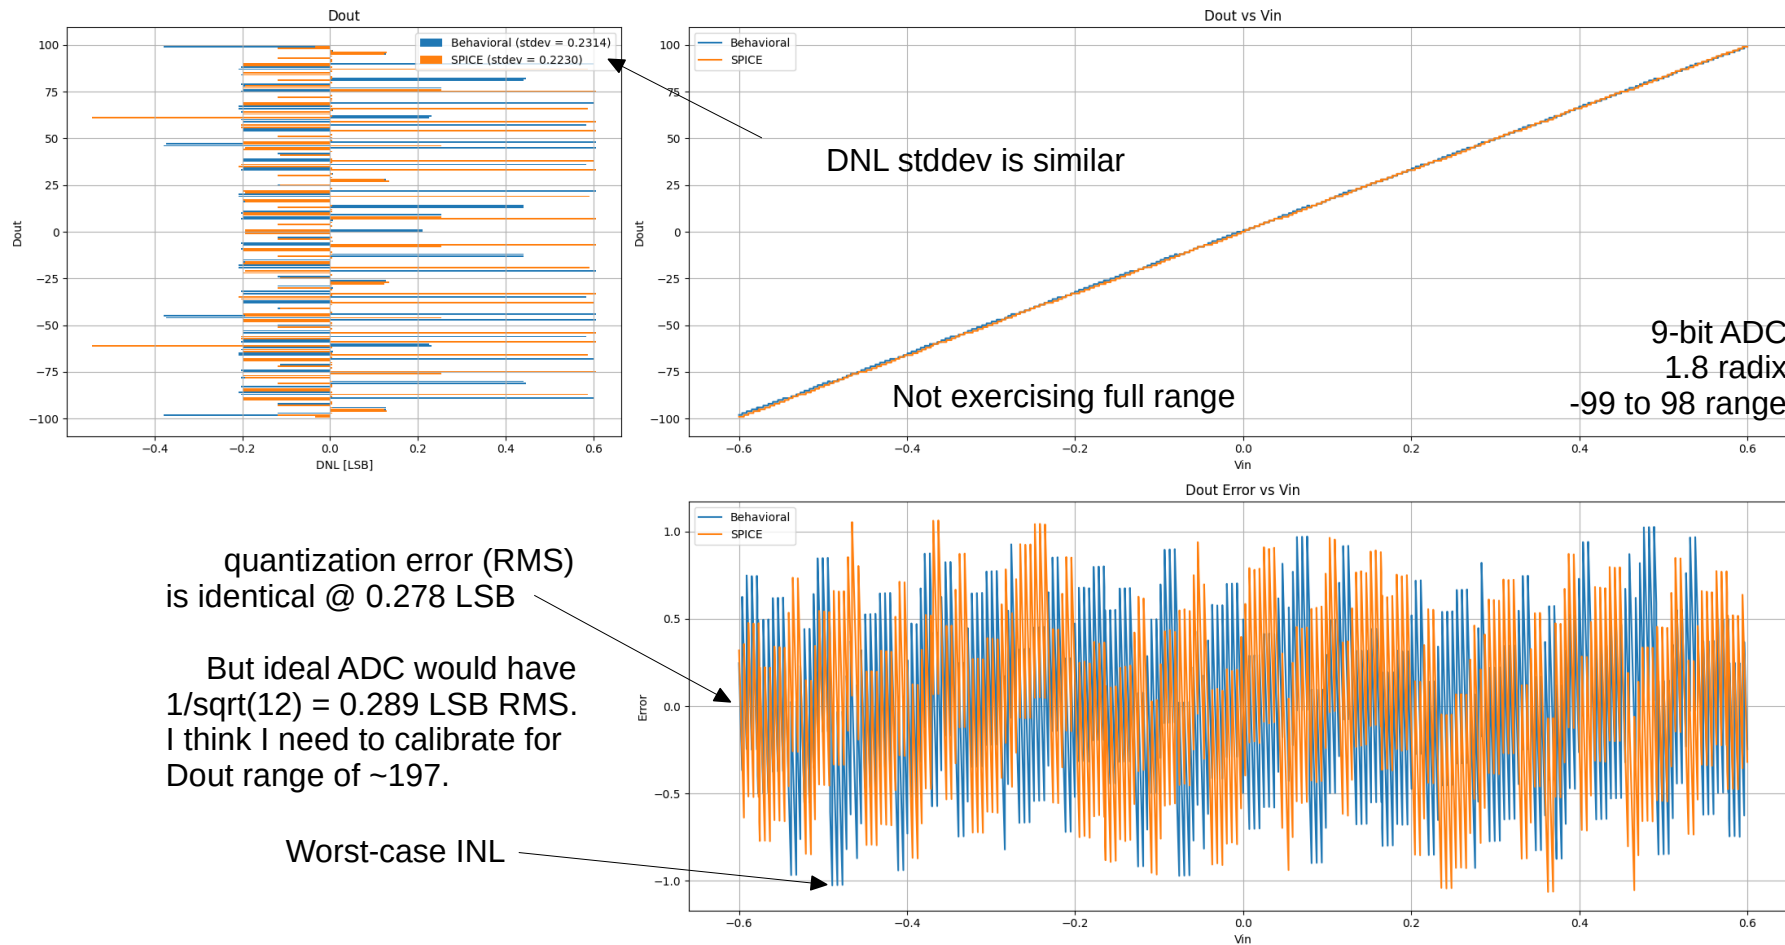 Dout
100
75
50
25
0
−25
−50
−75
−100
Dout
Behavioral (stdev = 0.2314)
SPICE (stdev = 0.2230)
−0.4
−0.2
0.0
0.2
0.4
0.6
DNL [LSB]
Dout vs Vin
100
75
50
25
0
−25
−50
−75
−100
Dout
Behavioral
SPICE
DNL stddev is similar
Not exercising full range
9-bit ADC
1.8 radix
-99 to 98 range
−0.6
−0.4
−0.2
0.0
0.2
0.4
0.6
Vin
quantization error (RMS)
is identical @ 0.278 LSB
But ideal ADC would have
1/sqrt(12) = 0.289 LSB RMS.
I think I need to calibrate for
Dout range of ~197.
Worst-case INL
Dout Error vs Vin
Behavioral
SPICE
1.0
0.5
0.0
−0.5
−1.0
Error
−0.6
−0.4
−0.2
0.0
0.2
0.4
0.6
Vin